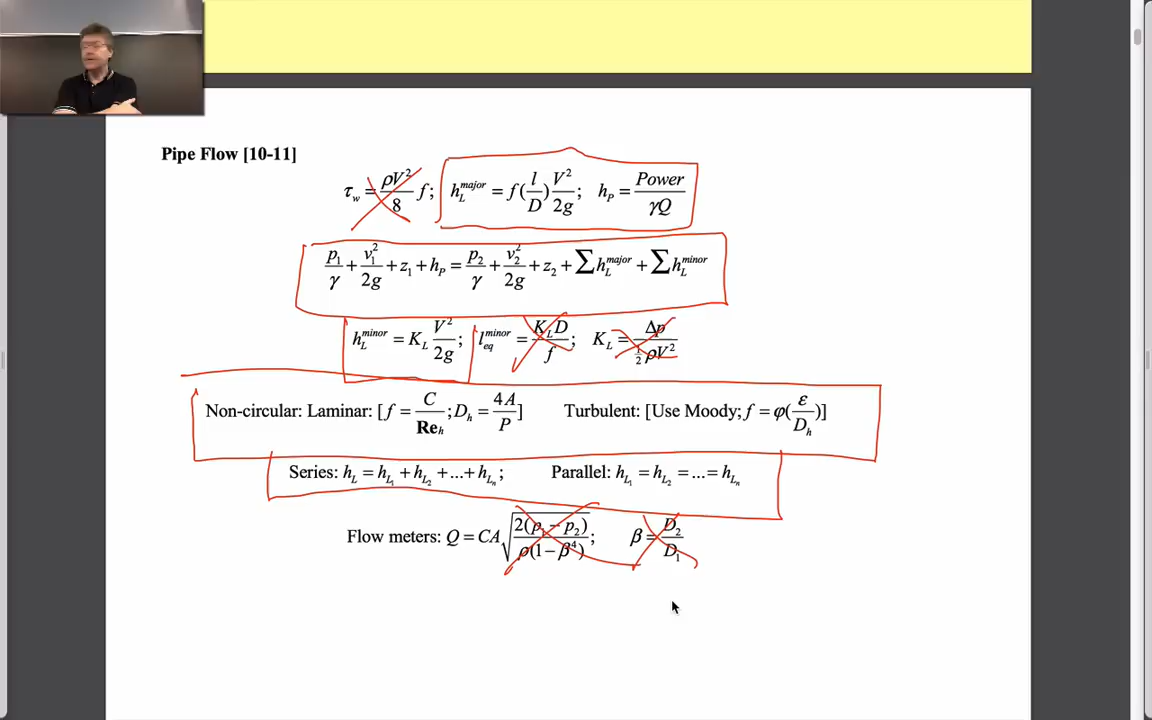 Pipe Flow [10-11]
τ_w = ρV²/8 f; h_L^major = f(l/D) V²/2g; h_P = Power/γQ
p₁/γ + v₁²/2g + z₁ + h_P = p₂/γ + v₂²/2g + z₂ + ∑h_L^major + ∑h_L^minor
h_L^minor = K_L V²/2g; l_eq^minor = K_L D/f; K_L = Δp/½ρV²
Non-circular: Laminar: [f = C/Re_h; D_h = 4A/P] Turbulent: [Use Moody; f = φ(ε/D_h)]
Series: h_L = h_L₁ + h_L₂ + ... + h_Lₙ; Parallel: h_L₁ = h_L₂ = ... = h_Lₙ
Flow meters: Q = CA√(2(p₁ − p₂)/ρ(1 − β⁴)); β = D₂/D₁